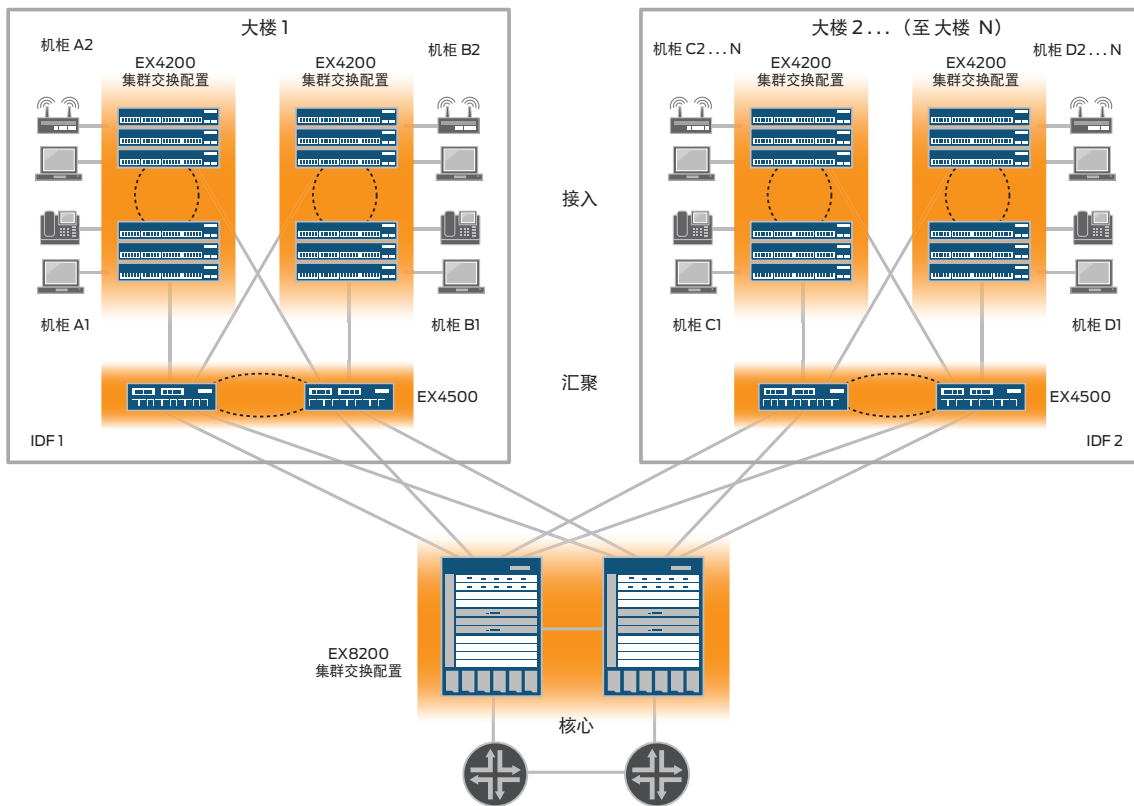 大楼 1
机柜 A2
机柜 B2
EX4200
集群交换配置
EX4200
集群交换配置
机柜 A1
机柜 B1
EX4500
IDF 1
接入
汇聚
大楼 2 . . . （至 大楼 N）
机柜 C2 . . . N
机柜 D2 . . . N
EX4200
集群交换配置
EX4200
集群交换配置
机柜 C1
机柜 D1
EX4500
IDF 2
EX8200
集群交换配置
核心